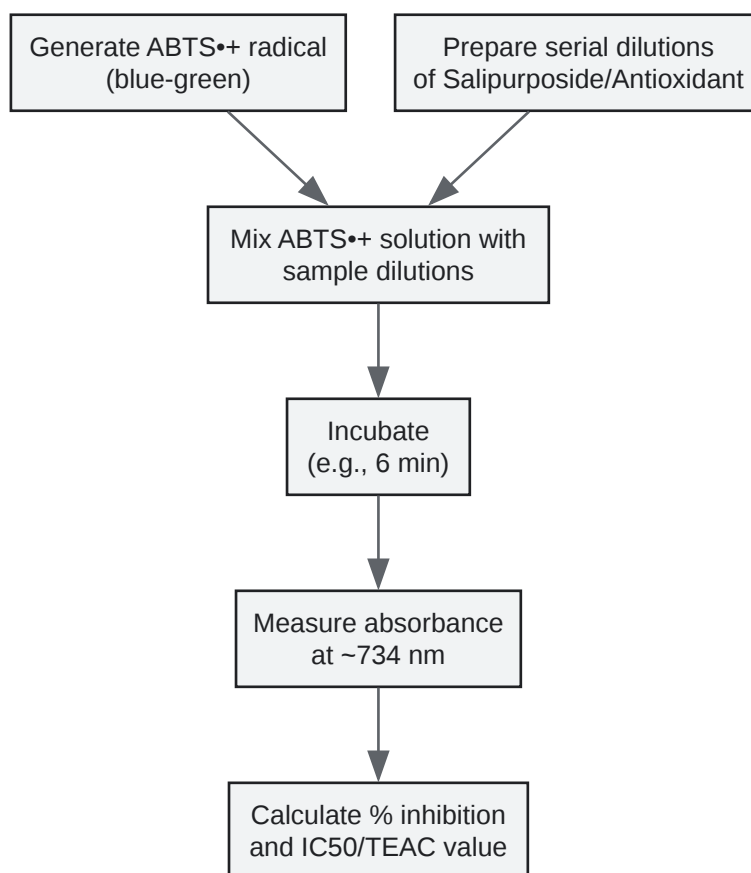 Generate ABTS•+ radical
(blue-green)
Prepare serial dilutions
of Salipurposide/Antioxidant
Mix ABTS•+ solution with
sample dilutions
Incubate
(e.g., 6 min)
Measure absorbance
at ~734 nm
Calculate % inhibition
and IC50/TEAC value